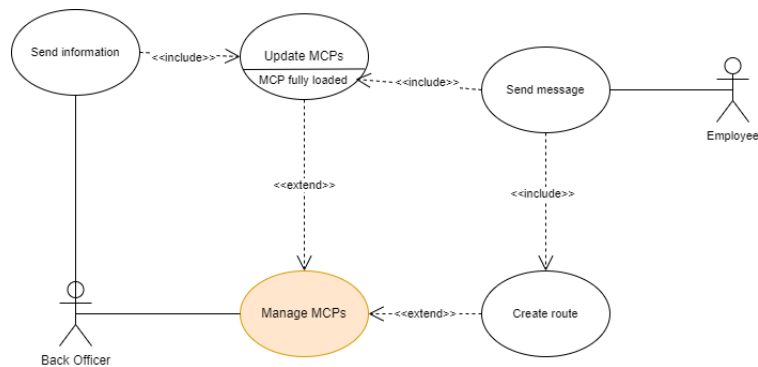 Send information
<<include>>
Update MCPs
MCP fully loaded
<<include>>
Send message
Employee
<<extend>>
<<include>>
Manage MCPs
<<extend>>
Create route
Back Officer